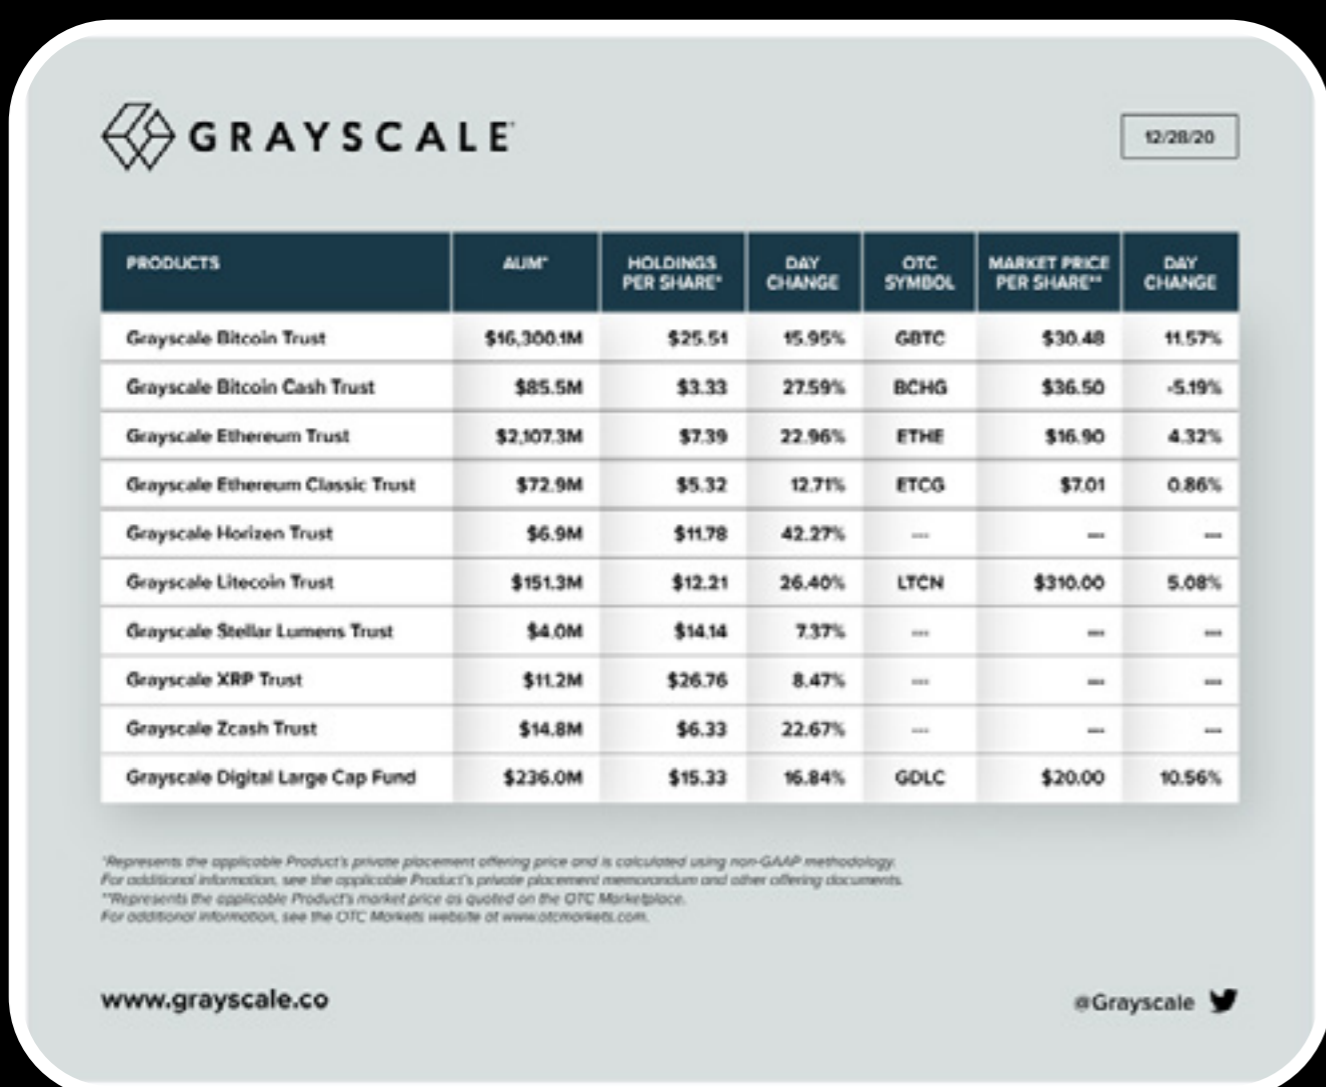 GRAYSCALE
12/28/20
PRODUCTS AUM* HOLDINGS PER SHARE* DAY CHANGE OTC SYMBOL MARKET PRICE PER SHARE** DAY CHANGE
Grayscale Bitcoin Trust $16,300.1M $25.51 15.95% GBTC $30.48 11.57%
Grayscale Bitcoin Cash Trust $85.5M $3.33 27.59% BCHG $36.50 -5.19%
Grayscale Ethereum Trust $2,107.3M $7.39 22.96% ETHE $16.90 4.32%
Grayscale Ethereum Classic Trust $72.9M $5.32 12.71% ETCG $7.01 0.86%
Grayscale Horizen Trust $6.9M $11.78 42.27% --- --- ---
Grayscale Litecoin Trust $151.3M $12.21 26.40% LTCN $310.00 5.08%
Grayscale Stellar Lumens Trust $4.0M $14.14 7.37% --- --- ---
Grayscale XRP Trust $11.2M $26.76 8.47% --- --- ---
Grayscale Zcash Trust $14.8M $6.33 22.67% --- --- ---
Grayscale Digital Large Cap Fund $236.0M $15.33 16.84% GDLC $20.00 10.56%
*Represents the applicable Product's private placement offering price and is calculated using non-GAAP methodology.
For additional information, see the applicable Product's private placement memorandum and other offering documents.
**Represents the applicable Product's market price as quoted on the OTC Marketplace.
For additional information, see the OTC Markets website at www.otcmarkets.com.
www.grayscale.co
@Grayscale